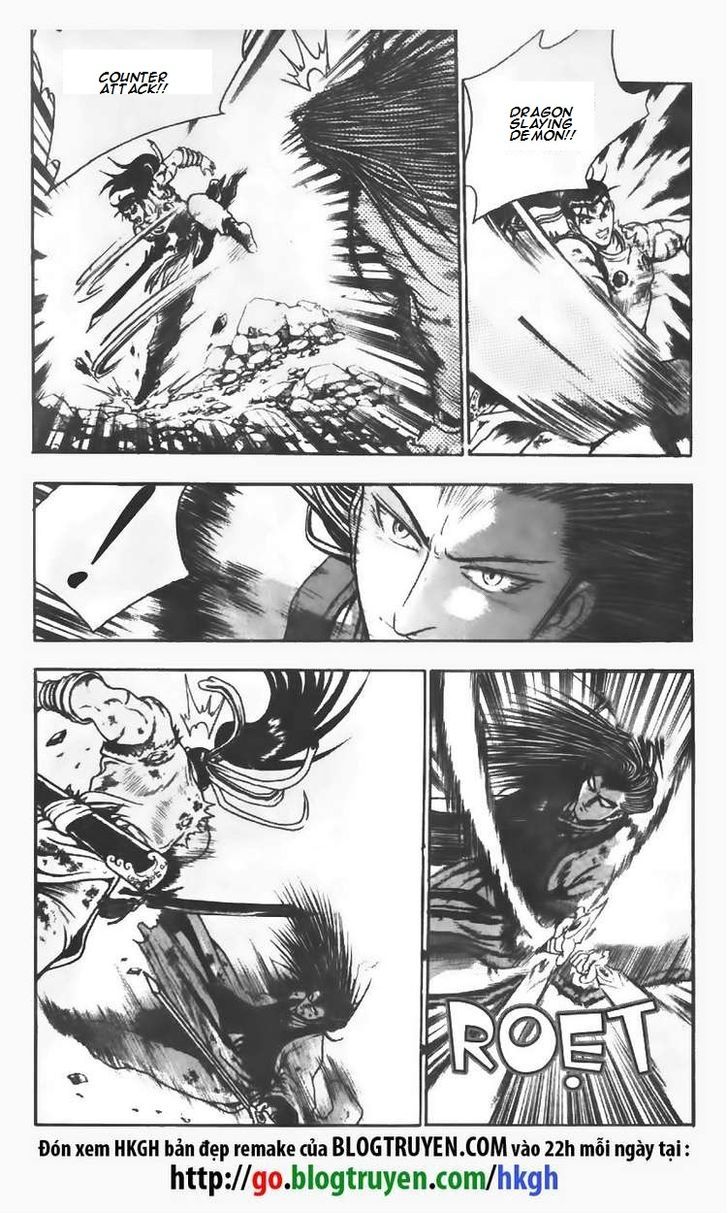 COUNTER
ATTACK!!
DRAGON
SLAYING
DEMON!!
!
ROẸT
Đón xem HKGH bản đẹp remake của BLOGTRUYEN.COM vào 22h mỗi ngày tại :
http://go.blogtruyen.com/hkgh